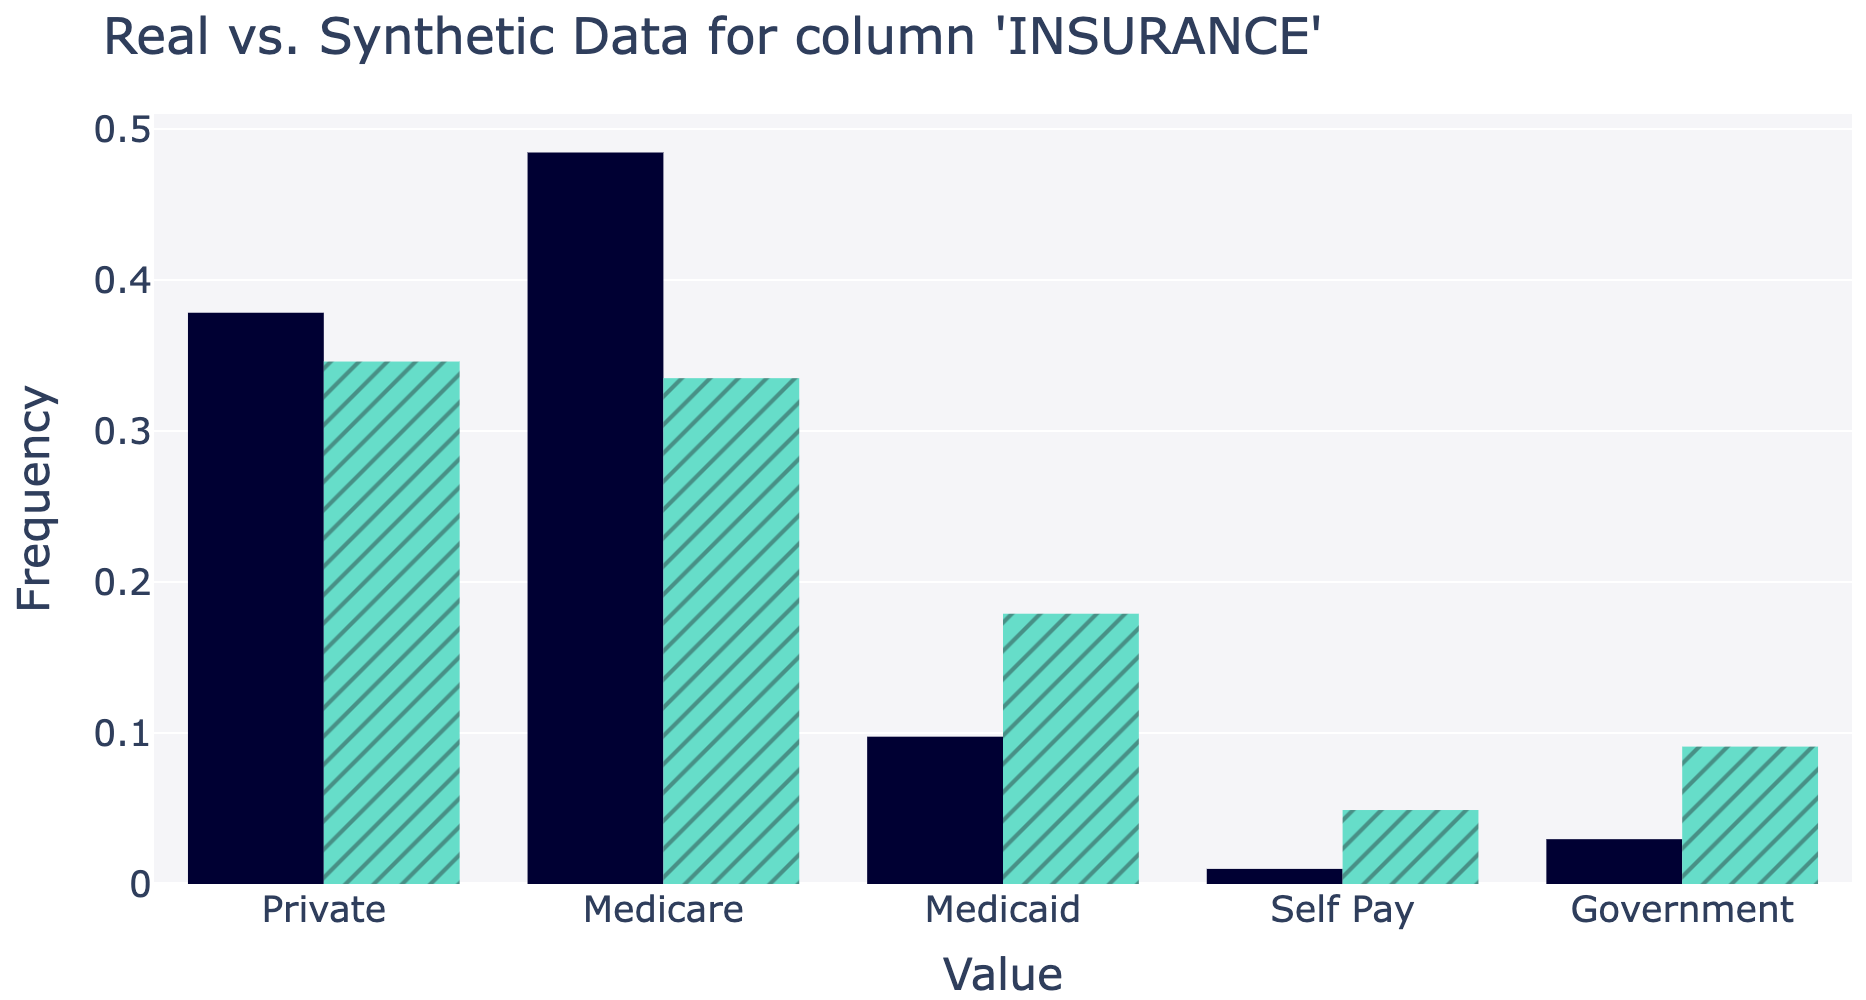 Real vs. Synthetic Data for column 'INSURANCE'
0.5
0.4
0.3
0.2
0.1
0
Frequency
Private
Medicare
Medicaid
Self Pay
Government
Value